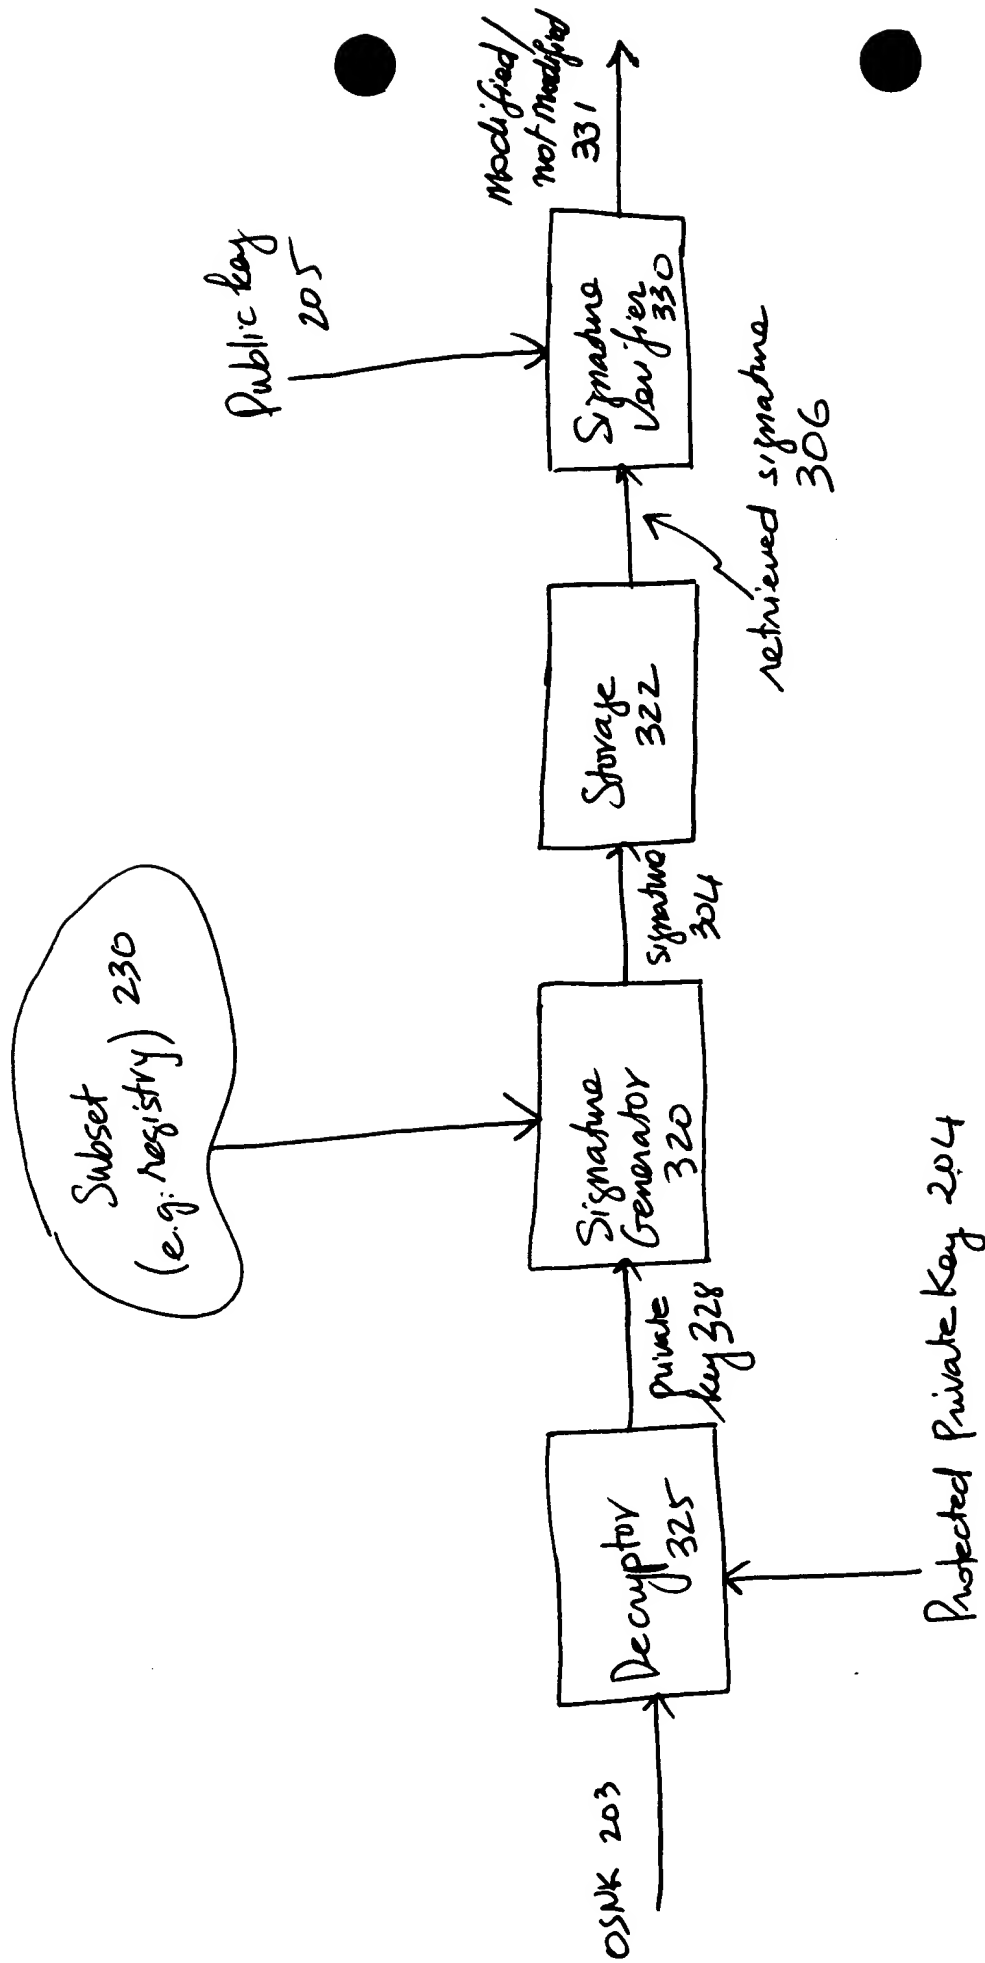 OSNK 203
Decryptor
325
Protected Private Key 204
private
key 328
Subset
(e.g. registry) 230
Signature
Generator
320
signature
304
Storage
322
retrieved signature
306
Public key
205
Signature
Verifier
330
modified/
not modified
331